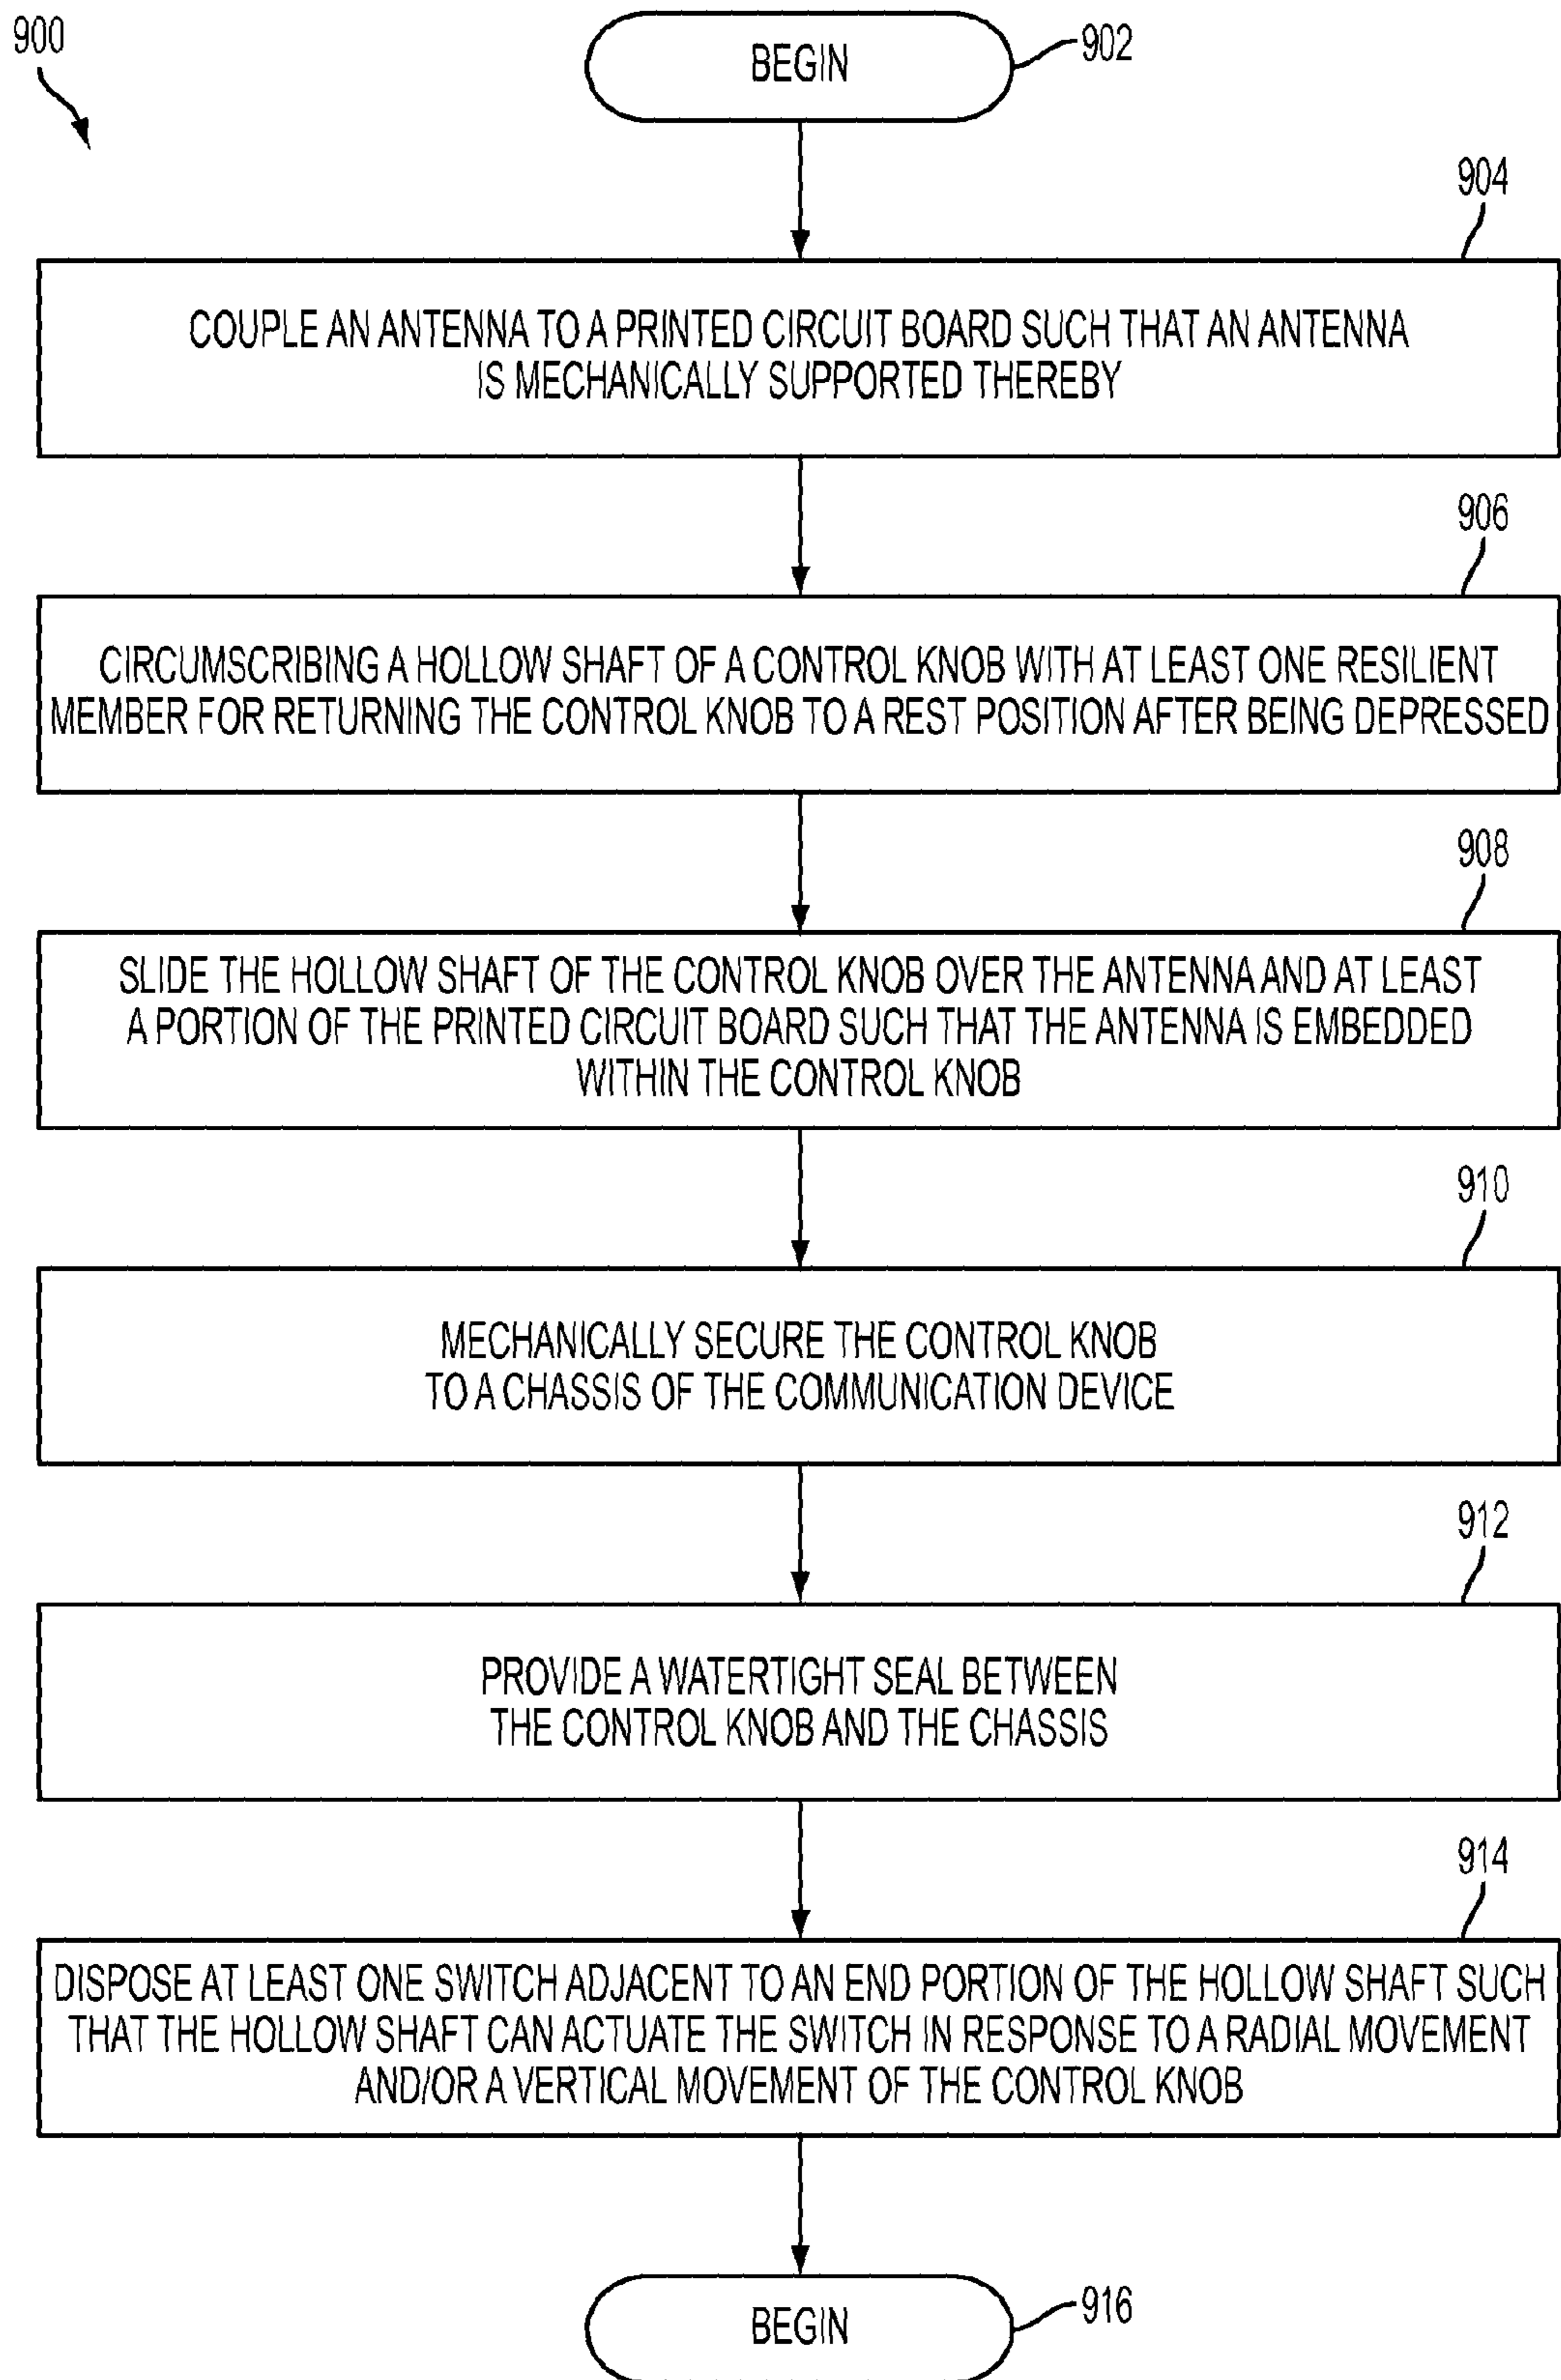 900
BEGIN
902
904
COUPLE AN ANTENNA TO A PRINTED CIRCUIT BOARD SUCH THAT AN ANTENNA
IS MECHANICALLY SUPPORTED THEREBY
906
CIRCUMSCRIBING A HOLLOW SHAFT OF A CONTROL KNOB WITH AT LEAST ONE RESILIENT
MEMBER FOR RETURNING THE CONTROL KNOB TO A REST POSITION AFTER BEING DEPRESSED
908
SLIDE THE HOLLOW SHAFT OF THE CONTROL KNOB OVER THE ANTENNA AND AT LEAST
A PORTION OF THE PRINTED CIRCUIT BOARD SUCH THAT THE ANTENNA IS EMBEDDED
WITHIN THE CONTROL KNOB
910
MECHANICALLY SECURE THE CONTROL KNOB
TO A CHASSIS OF THE COMMUNICATION DEVICE
912
PROVIDE A WATERTIGHT SEAL BETWEEN
THE CONTROL KNOB AND THE CHASSIS
914
DISPOSE AT LEAST ONE SWITCH ADJACENT TO AN END PORTION OF THE HOLLOW SHAFT SUCH
THAT THE HOLLOW SHAFT CAN ACTUATE THE SWITCH IN RESPONSE TO A RADIAL MOVEMENT
AND/OR A VERTICAL MOVEMENT OF THE CONTROL KNOB
BEGIN
916